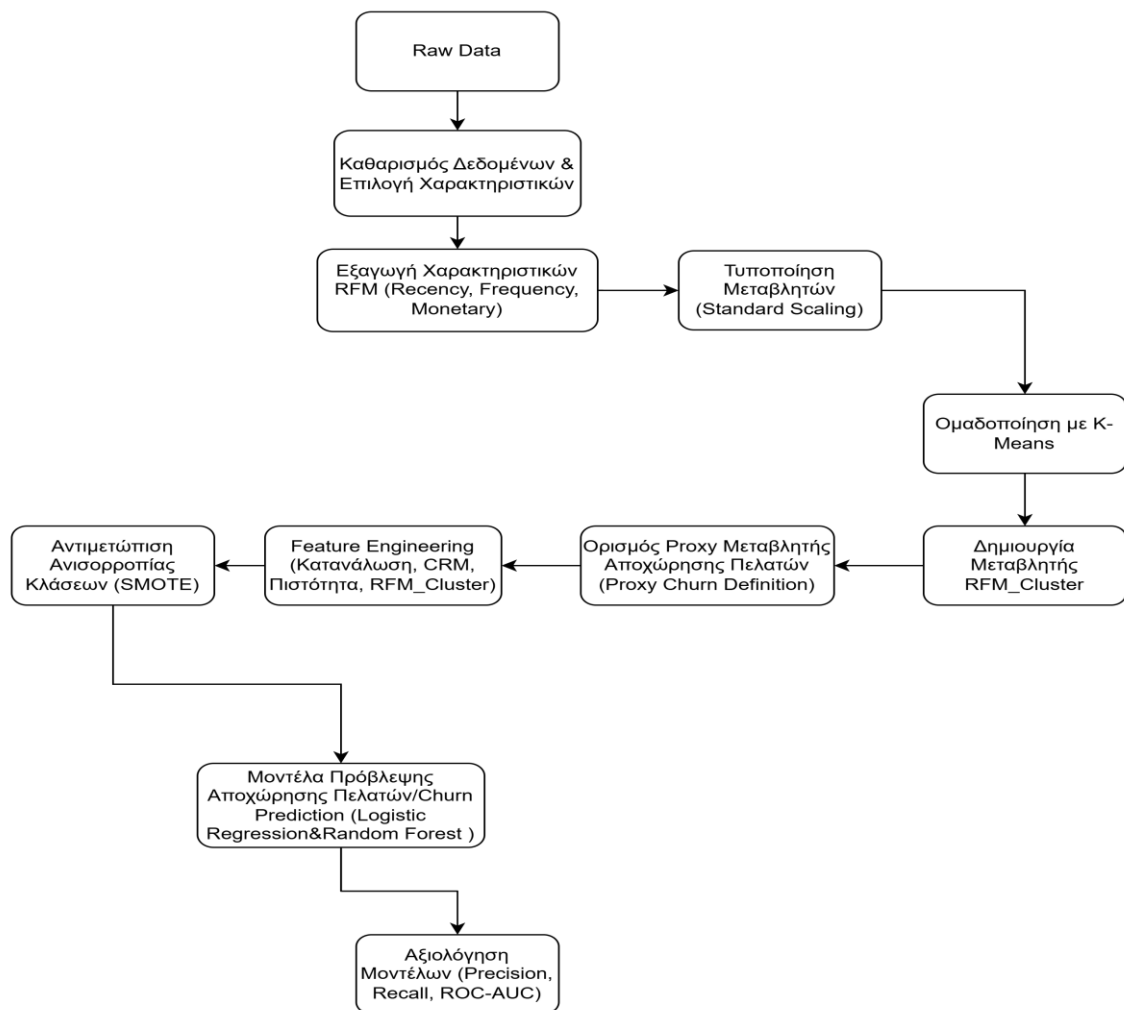 Raw Data
Καθαρισμός Δεδομένων &
Επιλογή Χαρακτηριστικών
Εξαγωγή Χαρακτηριστικών
RFM (Recency, Frequency,
Monetary)
Τυποποίηση
Μεταβλητών
(Standard Scaling)
Ομαδοποίηση με K-
Means
Δημιουργία
Μεταβλητής
RFM_Cluster
Ορισμός Proxy Μεταβλητής
Αποχώρησης Πελατών
(Proxy Churn Definition)
Feature Engineering
(Κατανάλωση, CRM,
Πιστότητα, RFM_Cluster)
Αντιμετώπιση
Ανισορροπίας
Κλάσεων (SMOTE)
Μοντέλα Πρόβλεψης
Αποχώρησης Πελατών/Churn
Prediction (Logistic
Regression&Random Forest )
Αξιολόγηση
Μοντέλων (Precision,
Recall, ROC-AUC)